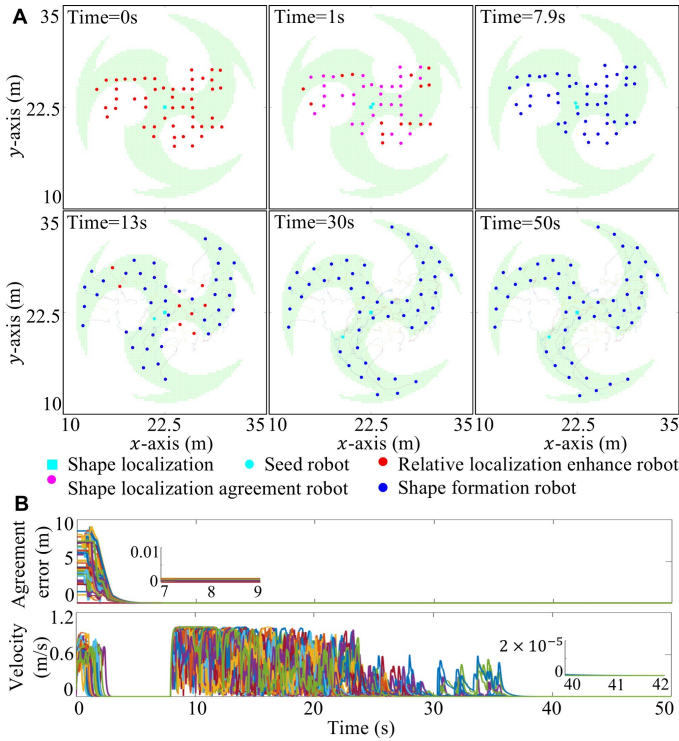 A
35
Time=0s
Time=1s
Time=7.9s
y-axis (m)
22.5
10
35
Time=13s
Time=30s
Time=50s
y-axis (m)
22.5
10
10 22.5 35 10 22.5 35 10 22.5 35
x-axis (m) x-axis (m) x-axis (m)
Shape localization Seed robot Relative localization enhance robot
Shape localization agreement robot Shape formation robot
B
Agreement
error (m)
10
5
0
0.01
0
7 8 9
Velocity
(m/s)
1.2
0.6
0
2 × 10⁻⁵
0
40 41 42
0 10 20 30 40 50
Time (s)